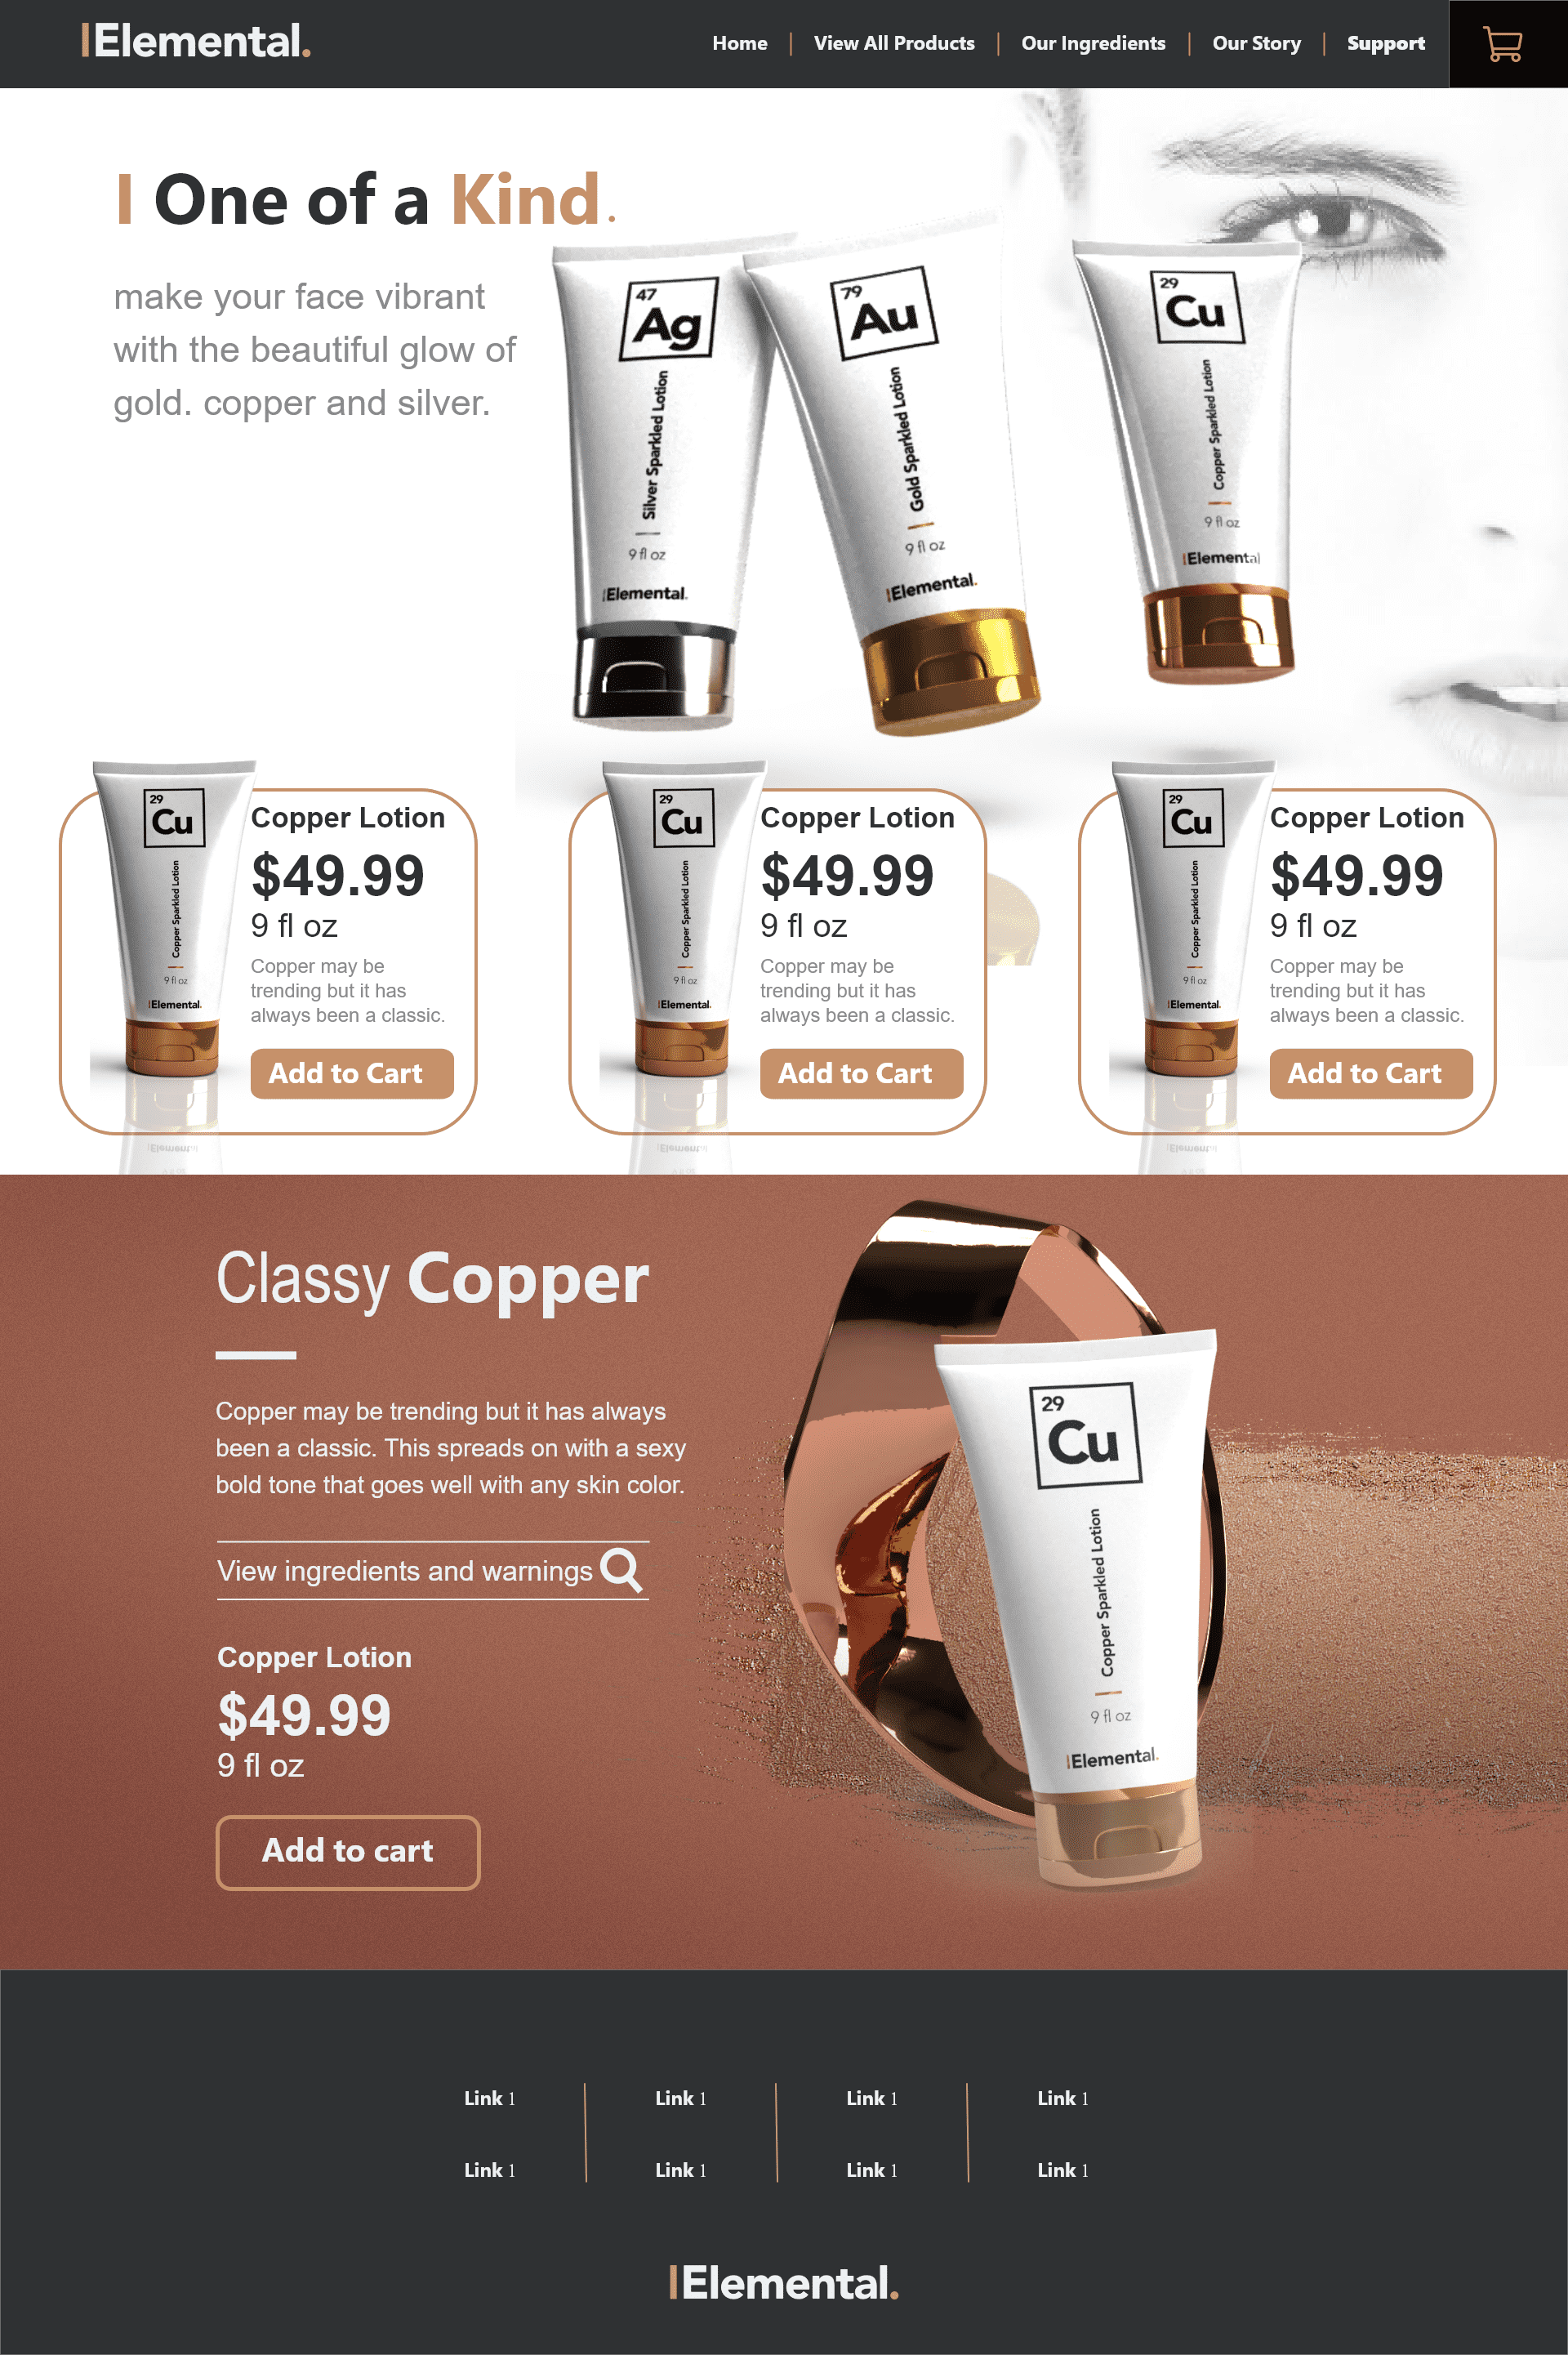 Elemental.
Home | View All Products | Our Ingredients | Our Story | Support
I One of a Kind.
make your face vibrant
with the beautiful glow of
gold. copper and silver.
47
Ag
Silver Sparkled Lotion
9 fl oz
Elemental.
79
Au
Gold Sparkled Lotion
9 fl oz
Elemental.
29
Cu
Copper Sparkled Lotion
9 fl oz
Elemental
29
Cu
Copper Sparkled Lotion
9 fl oz
Elemental.
Copper Lotion
$49.99
9 fl oz
Copper may be
trending but it has
always been a classic.
Add to Cart
29
Cu
Copper Sparkled Lotion
9 fl oz
Elemental.
Copper Lotion
$49.99
9 fl oz
Copper may be
trending but it has
always been a classic.
Add to Cart
29
Cu
Copper Sparkled Lotion
9 fl oz
Elemental.
Copper Lotion
$49.99
9 fl oz
Copper may be
trending but it has
always been a classic.
Add to Cart
Classy Copper
Copper may be trending but it has always
been a classic. This spreads on with a sexy
bold tone that goes well with any skin color.
View ingredients and warnings
Copper Lotion
$49.99
9 fl oz
Add to cart
29
Cu
Copper Sparkled Lotion
9 fl oz
Elemental.
Link 1 Link 1 Link 1 Link 1
Link 1 Link 1 Link 1 Link 1
Elemental.